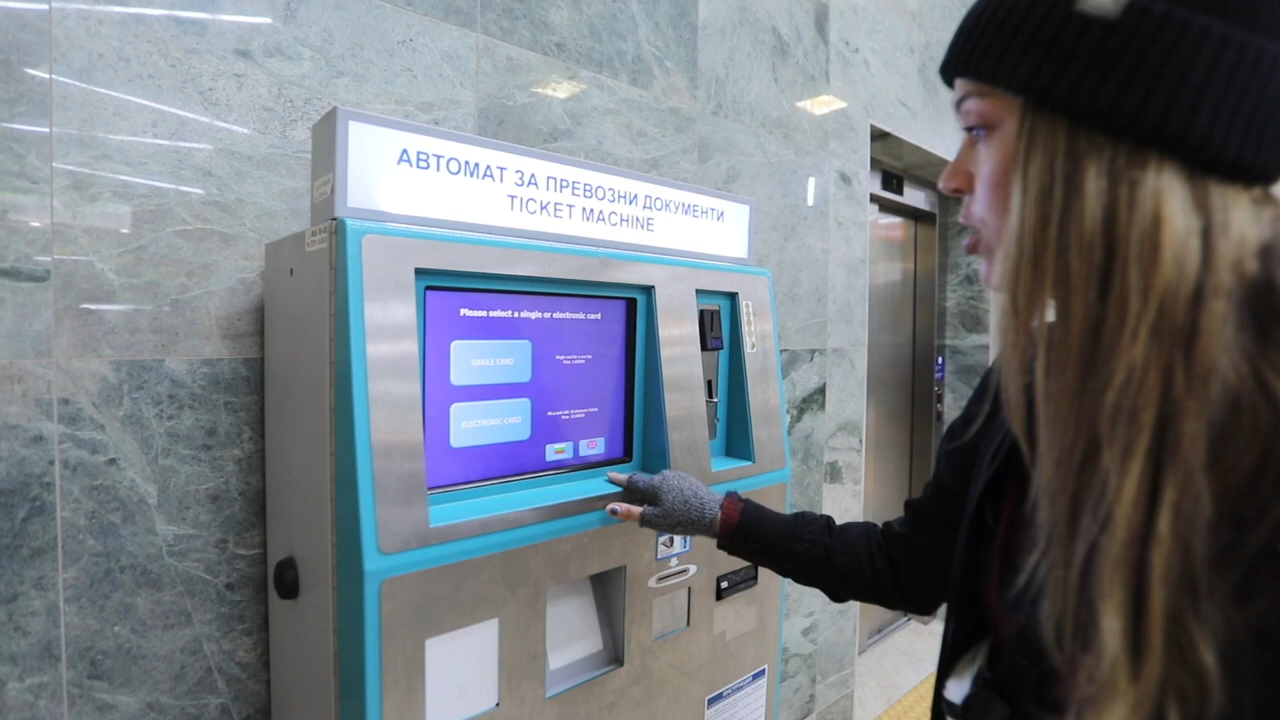 АВТОМАТ ЗА ПРЕВОЗНИ ДОКУМЕНТИ
TICKET MACHINE
Please select a single or electronic card
SINGLE CARD
ELECTRONIC CARD